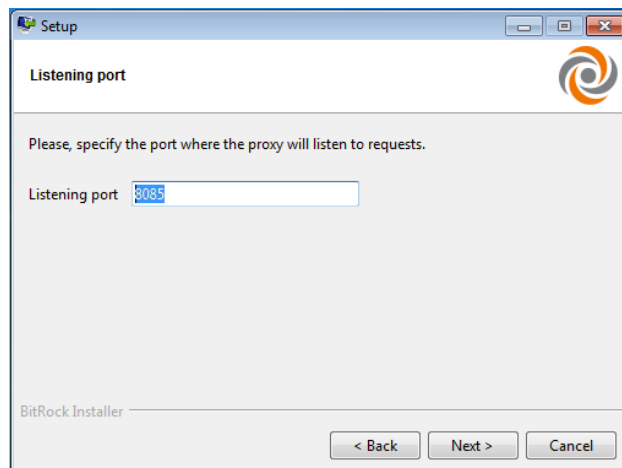 Setup
Listening port
Please, specify the port where the proxy will listen to requests.
Listening port 8085
BitRock Installer
< Back Next > Cancel